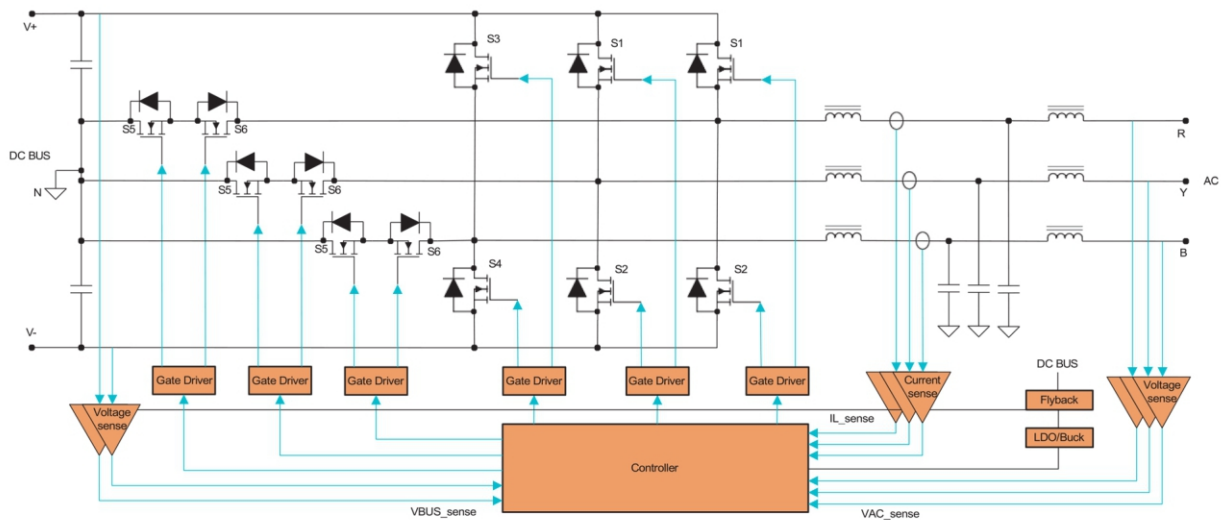 V+
S3
S1
S1
S5
S6
R
DC BUS
N
S5
S6
Y
AC
S5
S6
B
S4
S2
S2
V-
Gate Driver
Gate Driver
Gate Driver
Gate Driver
Gate Driver
Gate Driver
Current
sense
DC BUS
Flyback
LDO/Buck
Voltage
sense
Voltage
sense
IL_sense
Controller
VBUS_sense
VAC_sense